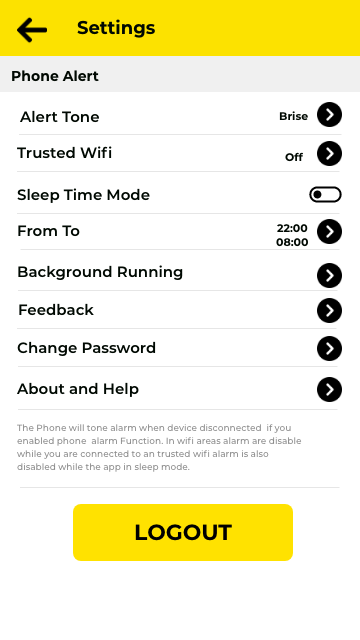 Settings
Phone Alert
Alert Tone Brise
Trusted Wifi Off
Sleep Time Mode
From To 22:00
08:00
Background Running
Feedback
Change Password
About and Help
The Phone will tone alarm when device disconnected if you
enabled phone alarm Function. In wifi areas alarm are disable
while you are connected to an trusted wifi alarm is also
disabled while the app in sleep mode.
LOGOUT